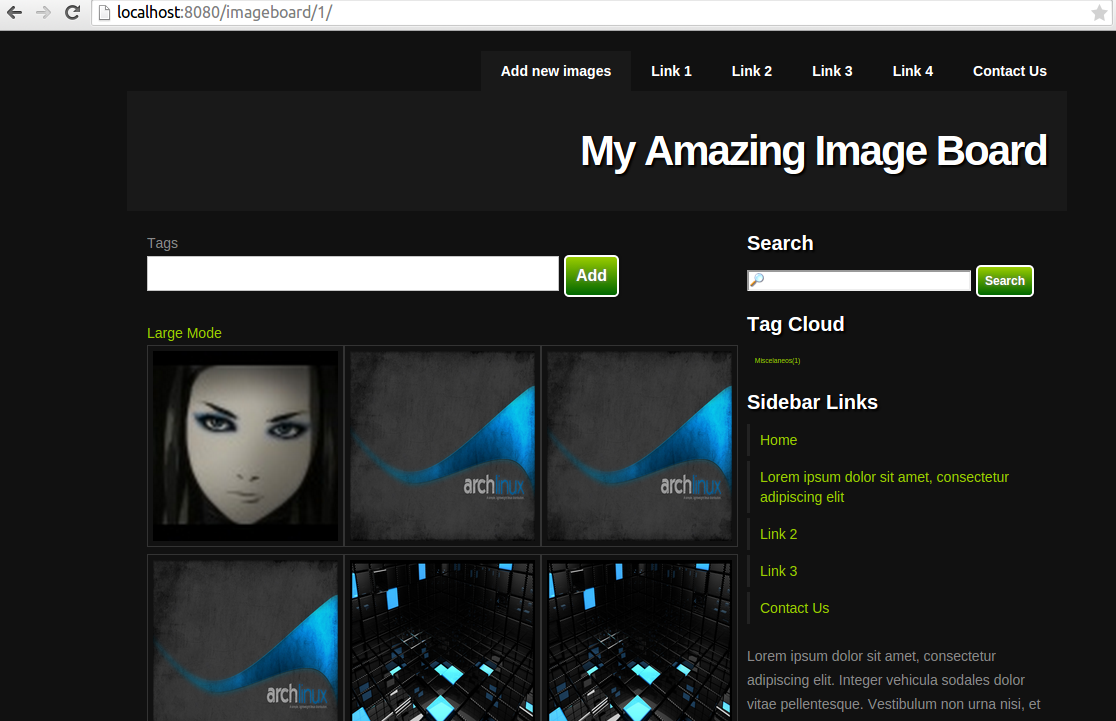 localhost:8080/imageboard/1/
Add new images Link 1 Link 2 Link 3 Link 4 Contact Us
My Amazing Image Board
Tags
Add
Search
Search
Tag Cloud
Miscelaneos(1)
Large Mode
archlinux
archlinux
archlinux
Sidebar Links
Home
Lorem ipsum dolor sit amet, consectetur
adipiscing elit
Link 2
Link 3
Contact Us
Lorem ipsum dolor sit amet, consectetur
adipiscing elit. Integer vehicula sodales dolor
vitae pellentesque. Vestibulum non urna nisi, et